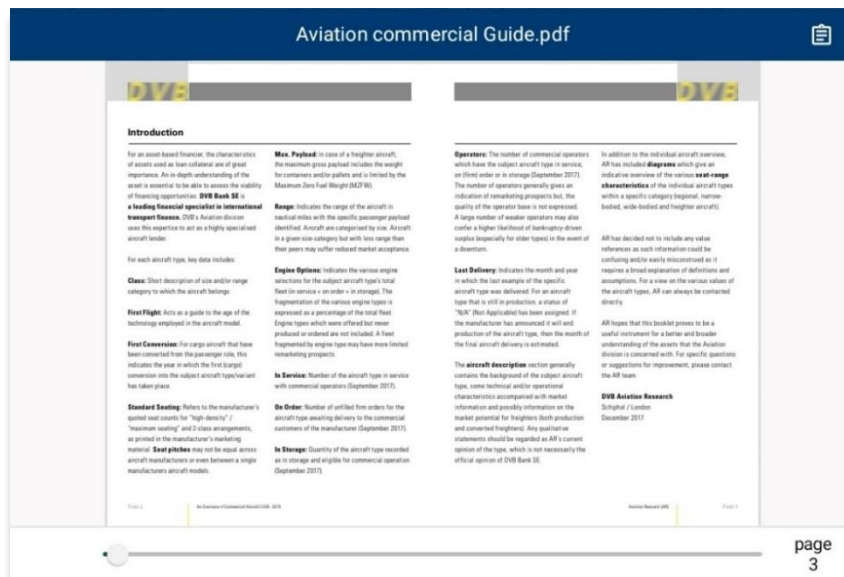 Aviation commercial Guide.pdf
DVB
DVB
Introduction
For an asset-based financier, the characteristics
of assets used as loan collateral are of great
importance. An in-depth understanding of the
asset is essential to be able to assess the viability
of financing opportunities. DVB Bank SE is
a leading financial specialist in international
transport finance. DVB's Aviation division
uses this expertise to act as a highly specialised
aircraft lender.
For each aircraft type, key data includes:
Class: Short description of size and/or range
category to which the aircraft belongs.
First Flight: Acts as a guide to the age of the
technology employed in the aircraft model.
First Conversion: For cargo aircraft that have
been converted from the passenger role, this
indicates the year in which the first (cargo)
conversion into the subject aircraft type/variant
has taken place.
Standard Seating: Refers to the manufacturer's
quoted seat counts for "high-density" /
"maximum seating" and 2-class arrangements,
as printed in the manufacturer's marketing
material. Seat pitches may not be equal across
aircraft manufacturers or even between a single
manufacturers aircraft models.
Max. Payload: In case of a freighter aircraft,
the maximum gross payload includes the weight
for containers and/or pallets and is limited by the
Maximum Zero Fuel Weight (MZFW).
Range: Indicates the range of the aircraft in
nautical miles with the specific passenger payload
identified. Aircraft are categorised by size. Aircraft
in a given size-category but with less range than
their peers may suffer reduced market acceptance.
Engine Options: Indicates the various engine
selections for the subject aircraft type's total
fleet (in service + on order + in storage). The
fragmentation of the various engine types is
expressed as a percentage of the total fleet.
Engine types which were offered but never
produced or ordered are not included. A fleet
fragmented by engine type may have more limited
remarketing prospects.
In Service: Number of the aircraft type in service
with commercial operators (September 2017).
On Order: Number of unfilled firm orders for the
aircraft type awaiting delivery to the commercial
customers of the manufacturer (September 2017).
In Storage: Quantity of the aircraft type recorded
as in storage and eligible for commercial operation
(September 2017).
Operators: The number of commercial operators
which have the subject aircraft type in service,
on (firm) order or in storage (September 2017).
The number of operators generally gives an
indication of remarketing prospects but, the
quality of the operator base is not expressed.
A large number of weaker operators may also
confer a higher likelihood of bankruptcy-driven
surplus (especially for older types) in the event of
a downturn.
Last Delivery: Indicates the month and year
in which the last example of the specific
aircraft type was delivered. For an aircraft
type that is still in production, a status of
"N/A" (Not Applicable) has been assigned. If
the manufacturer has announced it will end
production of the aircraft type, then the month of
the final aircraft delivery is estimated.
The aircraft description section generally
contains the background of the subject aircraft
type, some technical and/or operational
characteristics accompanied with market
information and possibly information on the
market potential for freighters (both production
and converted freighters). Any qualitative
statements should be regarded as AR's current
opinion of the type, which is not necessarily the
official opinion of DVB Bank SE.
In addition to the individual aircraft overview,
AR has included diagrams which give an
indicative overview of the various seat-range
characteristics of the individual aircraft types
within a specific category (regional, narrow-
bodied, wide-bodied and freighter aircraft).
AR has decided not to include any value
references as such information could be
confusing and/or easily misconstrued as it
requires a broad explanation of definitions and
assumptions. For a view on the various values of
the aircraft types, AR can always be contacted
directly.
AR hopes that this booklet proves to be a
useful instrument for a better and broader
understanding of the assets that the Aviation
division is concerned with. For specific questions
or suggestions for improvement, please contact
the AR team.
DVB Aviation Research
Schiphol / London
December 2017
An Overview of Commercial Aircraft 2018 - 2019
Aviation Research (AR)
page
3